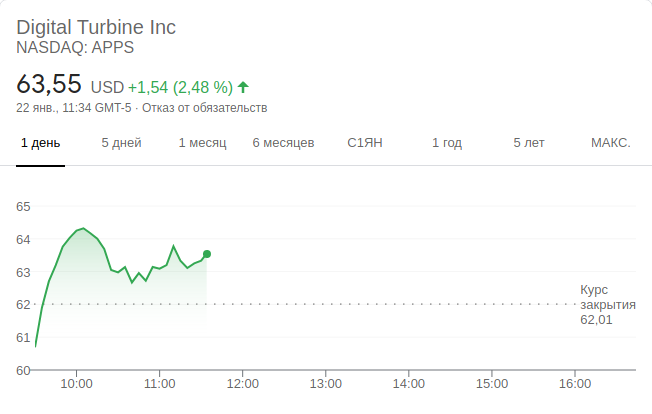 Digital Turbine Inc
NASDAQ: APPS
63,55 USD +1,54 (2,48 %)
22 янв., 11:34 GMT-5 · Отказ от обязательств
1 день 5 дней 1 месяц 6 месяцев С1ЯН 1 год 5 лет МАКС.
65
64
63
62
61
60
Курс
закрытия
62,01
10:00 11:00 12:00 13:00 14:00 15:00 16:00